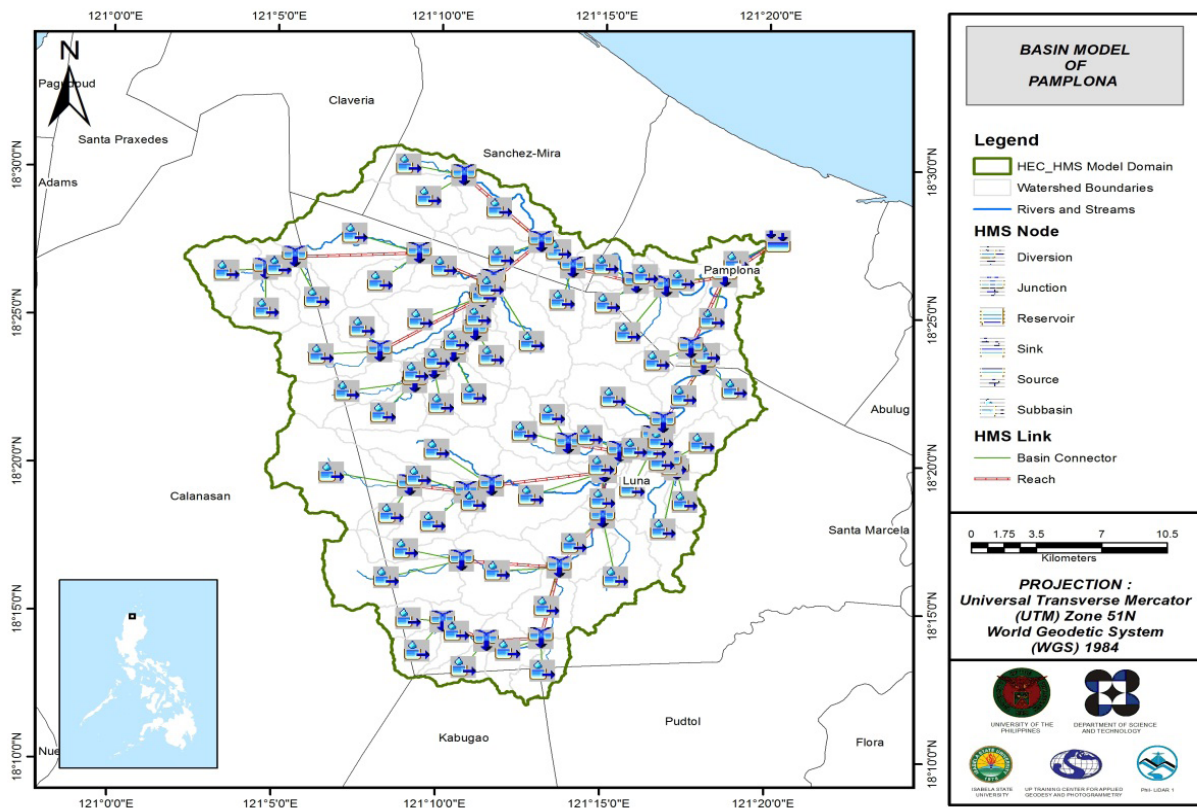 121°0'0"E
121°5'0"E
121°10'0"E
121°15'0"E
121°20'0"E
N
Claveria
Santa Praxedes
Adams
Sanchez-Mira
Pamplona
Abulug
Luna
Calanasan
Santa Marcela
Pudtol
Kabugao
Flora
18°30'0"N
18°25'0"N
18°20'0"N
18°15'0"N
18°10'0"N
18°30'0"N
18°25'0"N
18°20'0"N
18°15'0"N
18°10'0"N
121°0'0"E
121°5'0"E
121°10'0"E
121°15'0"E
121°20'0"E
BASIN MODEL
OF
PAMPLONA
Legend
HEC_HMS Model Domain
Watershed Boundaries
Rivers and Streams
HMS Node
Diversion
Junction
Reservoir
Sink
Source
Subbasin
HMS Link
Basin Connector
Reach
0 1.75 3.5 7 10.5
Kilometers
PROJECTION :
Universal Transverse Mercator
(UTM) Zone 51N
World Geodetic System
(WGS) 1984
UNIVERSITY OF THE
PHILIPPINES
DEPARTMENT OF SCIENCE
AND TECHNOLOGY
ISABELA STATE
UNIVERSITY
UP TRAINING CENTER FOR APPLIED
GEODESY AND PHOTOGRAMMETRY
Phil- LIDAR 1